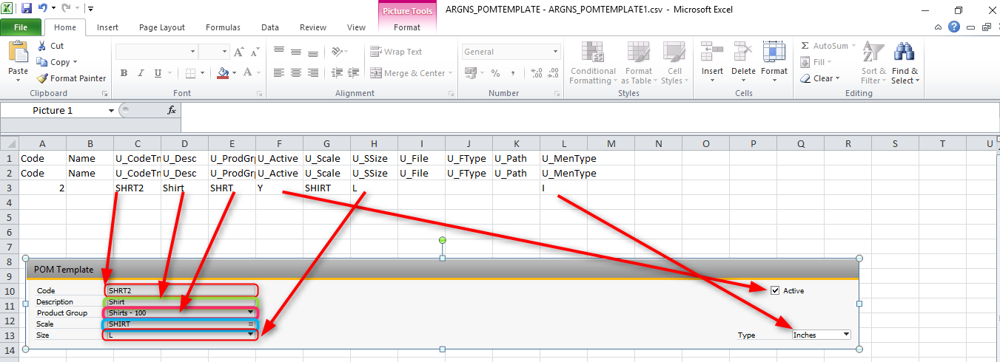 Picture Tools
ARGNS_POMTEMPLATE - ARGNS_POMTEMPLATE1.csv - Microsoft Excel
File Home Insert Page Layout Formulas Data Review View Format
Paste
Cut
Copy
Format Painter
Clipboard
B I U
Font
Wrap Text
Merge & Center
Alignment
General
% ,
Number
Conditional Formatting
Format as Table
Cell Styles
Styles
Insert Delete Format
Cells
Σ AutoSum
Fill
Clear
Sort & Filter
Find & Select
Editing
Picture 1 fx
A B C D E F G H I J K L M N O P Q R S T U
1 Code Name U_CodeTm U_Desc U_ProdGrp U_Active U_Scale U_SSize U_File U_FType U_Path U_MenType
2 Code Name U_CodeTm U_Desc U_ProdGrp U_Active U_Scale U_SSize U_File U_FType U_Path U_MenType
3 2 SHRT2 Shirt SHRT Y SHIRT L I
4
5
6
7
8
9
10
11
12
13
14
POM Template
Code SHRT2 Active
Description Shirt
Product Group Shirts - 100
Scale SHIRT
Size L Type Inches